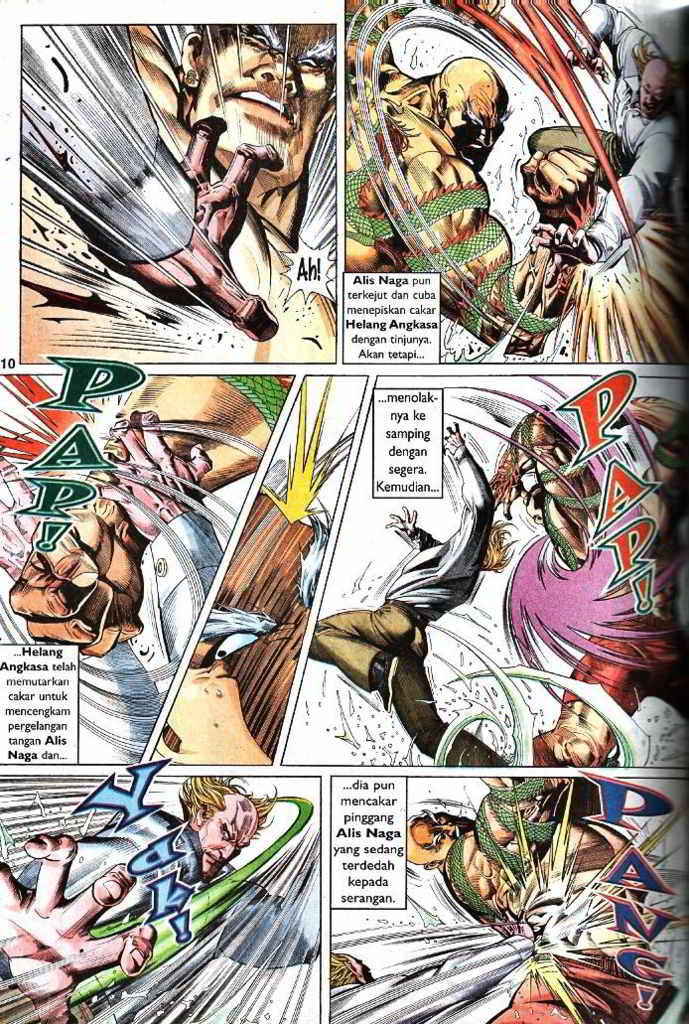 Ah!
Alis Naga pun
terkejut dan cuba
menepiskan cakar
Helang Angkasa
dengan tinjunya.
Akan tetapi...
10
PAP!
...Helang
Angkasa telah
memutarkan
cakar untuk
mencengkam
pergelangan
tangan Alis
Naga dan...
...menolak-
nya ke
samping
dengan
segera.
Kemudian...
PAP!
YAH!
...dia pun
mencakar
pinggang
Alis Naga
yang sedang
terdedah
kepada
serangan.
PANG!